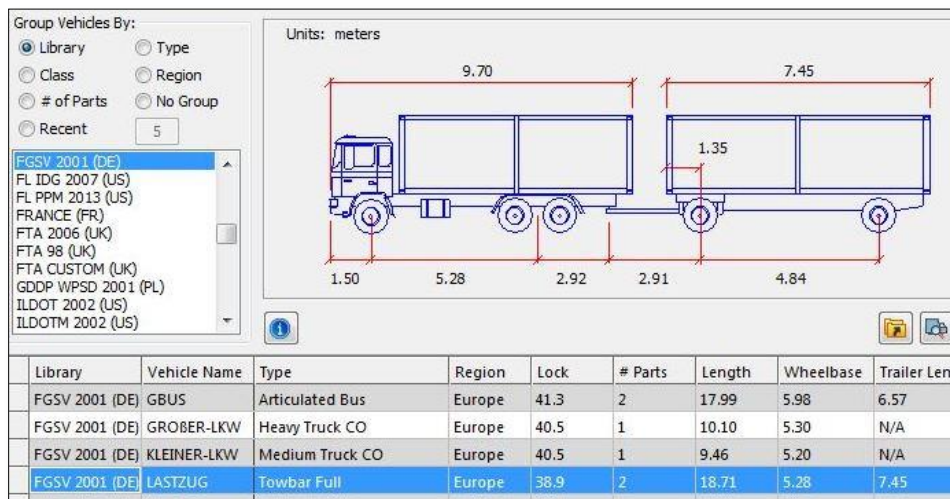 Group Vehicles By:
Library Type
Class Region
# of Parts No Group
Recent 5
FGSV 2001 (DE)
FL IDG 2007 (US)
FL PPM 2013 (US)
FRANCE (FR)
FTA 2006 (UK)
FTA 98 (UK)
FTA CUSTOM (UK)
GDDP WPSD 2001 (PL)
ILDOT 2002 (US)
ILDOTM 2002 (US)
Units: meters
9.70 7.45
1.35
1.50 5.28 2.92 2.91 4.84
Library Vehicle Name Type Region Lock # Parts Length Wheelbase Trailer Len
FGSV 2001 (DE) GBUS Articulated Bus Europe 41.3 2 17.99 5.98 6.57
FGSV 2001 (DE) GROßER-LKW Heavy Truck CO Europe 40.5 1 10.10 5.30 N/A
FGSV 2001 (DE) KLEINER-LKW Medium Truck CO Europe 40.5 1 9.46 5.20 N/A
FGSV 2001 (DE) LASTZUG Towbar Full Europe 38.9 2 18.71 5.28 7.45